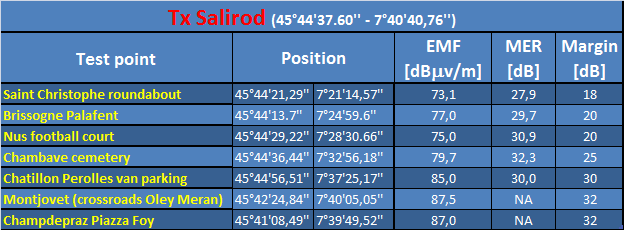 Tx Salirod (45°44'37.60'' - 7°40'40,76'')
Test point Position EMF [dBµv/m] MER [dB] Margin [dB]
Saint Christophe roundabout 45°44'21,29'' 7°21'14,57'' 73,1 27,9 18
Brissogne Palafent 45°44'13.7'' 7°24'59.6'' 77,0 29,7 20
Nus football court 45°44'29,22'' 7°28'30.66'' 75,0 30,9 20
Chambave cemetery 45°44'36,44'' 7°32'56,18'' 79,7 32,3 25
Chatillon Perolles van parking 45°44'56,51'' 7°37'25,17'' 85,0 30,0 30
Montjovet (crossroads Oley Meran) 45°42'24,84'' 7°40'05,05'' 87,5 NA 32
Champdepraz Piazza Foy 45°41'08,49'' 7°39'49,52'' 87,0 NA 32